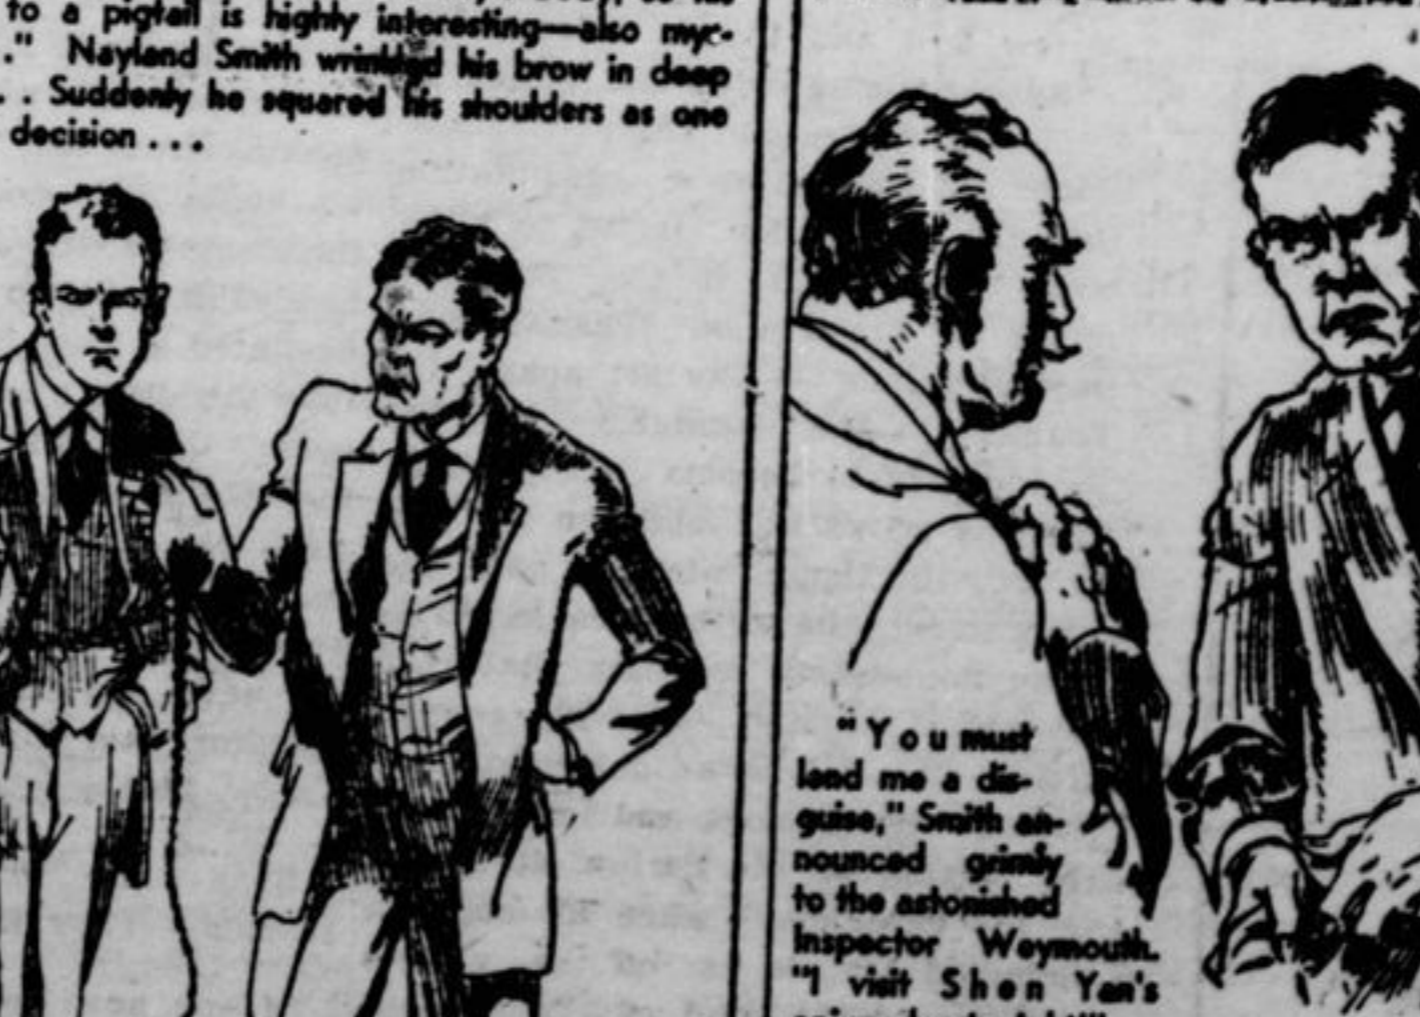 to a pigtail is highly interesting—also mys-
." Nayland Smith wrinkled his brow in deep
. . Suddenly he squared his shoulders as one
decision . . .
"You must
lend me a dis-
guise," Smith an-
nounced grimly
to the astonished
Inspector Weymouth.
"I visit Shen Yan's